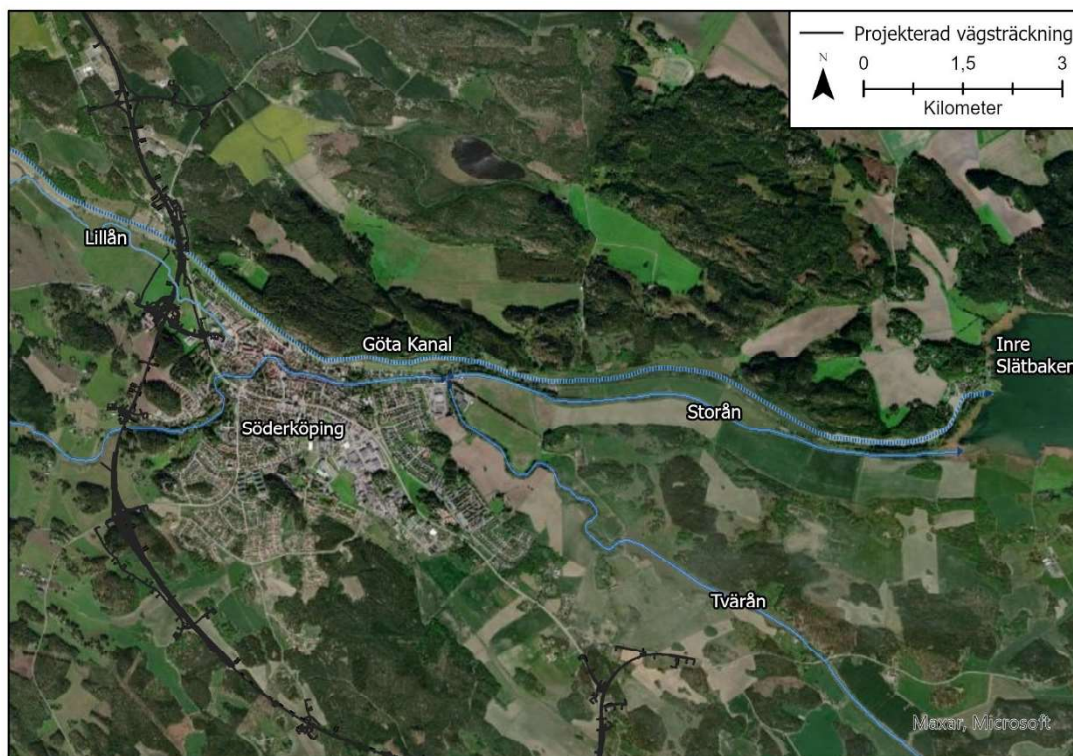 Projekterad vägsträckning
N
0 1,5 3
Kilometer
Lillån
Göta Kanal
Inre
Slätbaken
Storån
Söderköping
Tvärån
Maxar, Microsoft